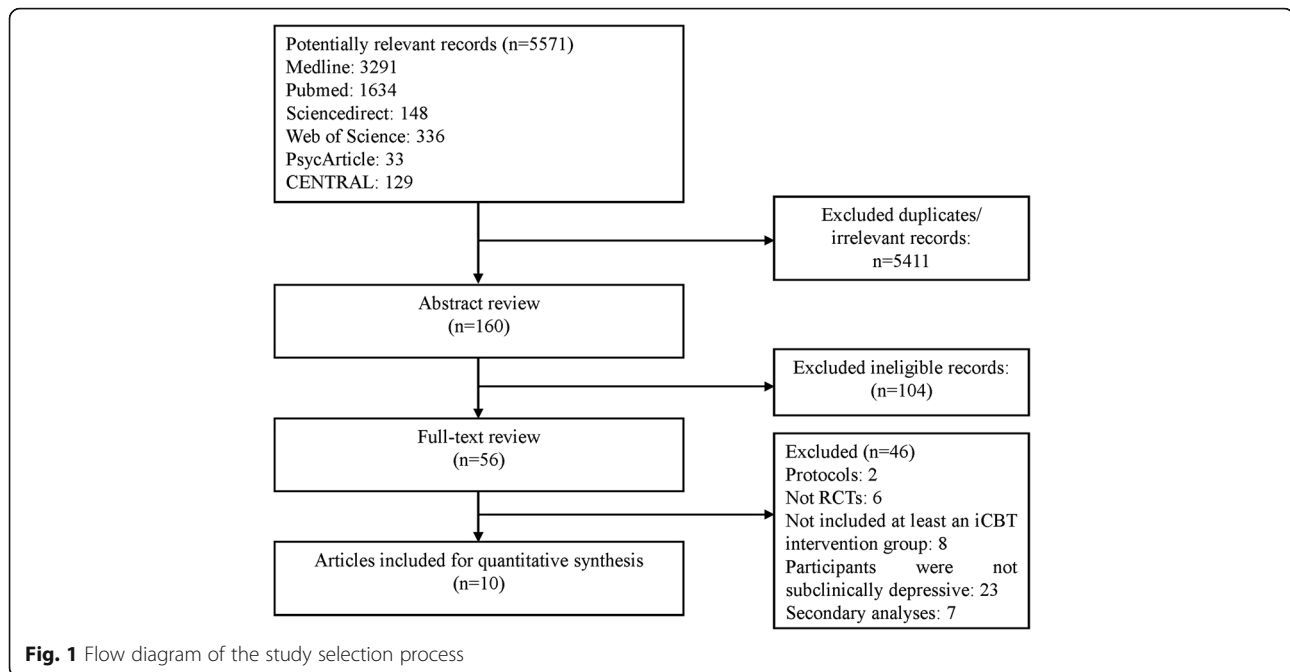 Potentially relevant records (n=5571)
Medline: 3291
Pubmed: 1634
Sciencedirect: 148
Web of Science: 336
PsycArticle: 33
CENTRAL: 129
Excluded duplicates/
irrelevant records:
n=5411
Abstract review
(n=160)
Excluded ineligible records:
(n=104)
Full-text review
(n=56)
Excluded (n=46)
Protocols: 2
Not RCTs: 6
Not included at least an iCBT
intervention group: 8
Participants were not
subclinically depressive: 23
Secondary analyses: 7
Articles included for quantitative synthesis
(n=10)
Fig. 1 Flow diagram of the study selection process